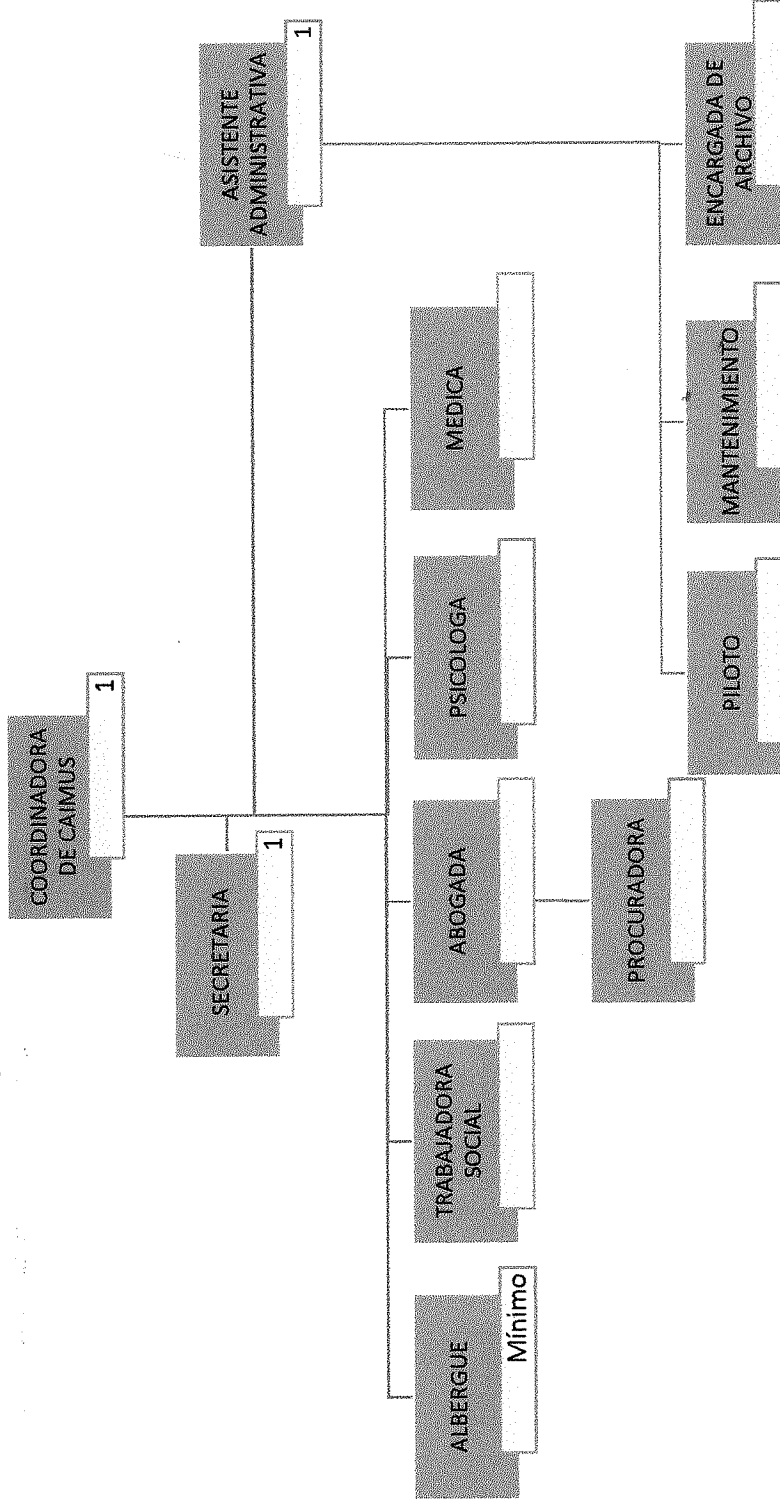 COORDINADORA
DE CAIMUS
1
SECRETARIA
1
ASISTENTE
ADMINISTRATIVA
1
ALBERGUE
Mínimo
TRABAJADORA
SOCIAL
ABOGADA
PSICOLOGA
MEDICA
PROCURADORA
PILOTO
MANTENIMIENTO
ENCARGADA DE
ARCHIVO